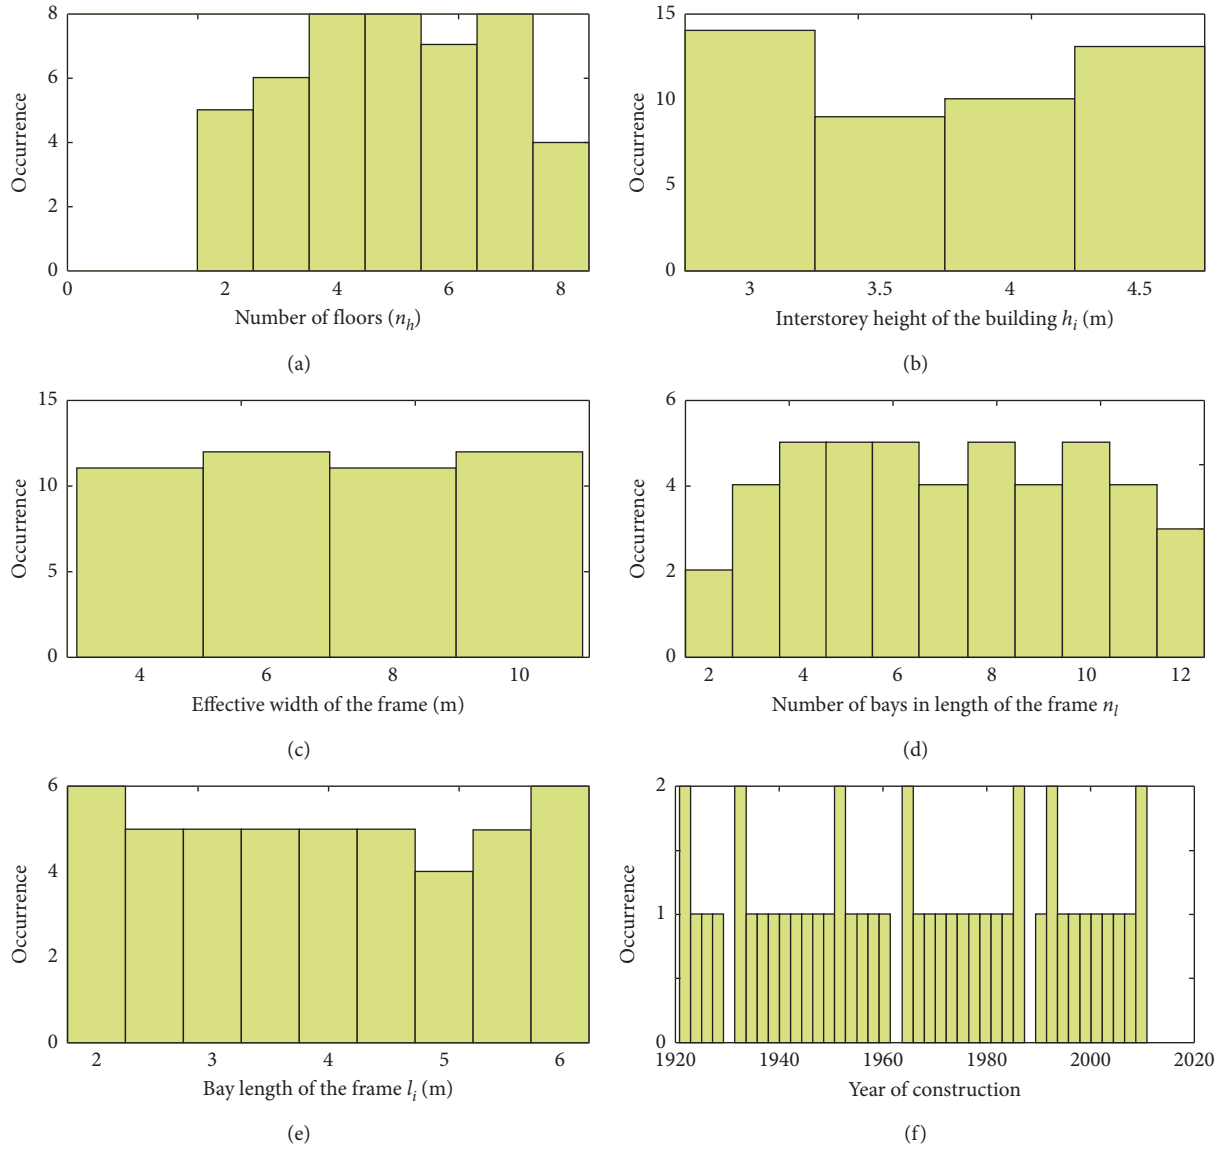 8
6
4
2
0
Occurrence
0 2 4 6 8
Number of floors (n_h)
(a)
15
10
5
0
Occurrence
3 3.5 4 4.5
Interstorey height of the building h_i (m)
(b)
15
10
5
0
Occurrence
4 6 8 10
Effective width of the frame (m)
(c)
6
4
2
0
Occurrence
2 4 6 8 10 12
Number of bays in length of the frame n_l
(d)
6
4
2
0
Occurrence
2 3 4 5 6
Bay length of the frame l_i (m)
(e)
2
1
0
Occurrence
1920 1940 1960 1980 2000 2020
Year of construction
(f)